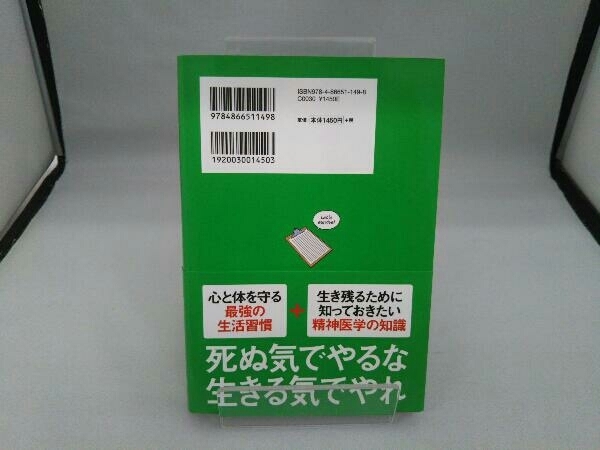 ISBN978-4-86651-149-8
C0030 ¥1450E
定価［本体1450円］+税
9784866511498
1920030014503
Let's survive!
心と体を守る
最強の
生活習慣
+
生き残るために
知っておきたい
精神医学の知識
死ぬ気でやるな
生きる気でやれ